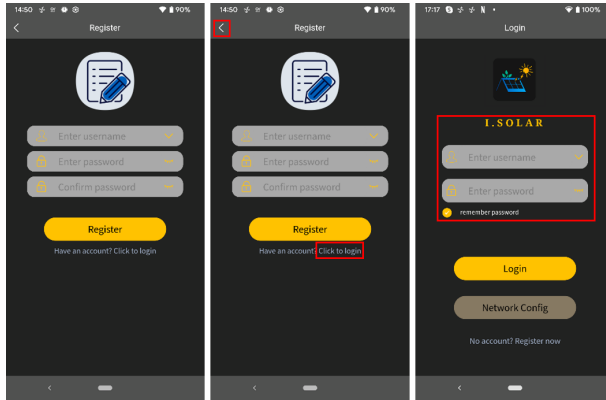 14:50 90%
Register
Enter username
Enter password
Confirm password
Register
Have an account? Click to login
14:50 90%
Register
Enter username
Enter password
Confirm password
Register
Have an account? Click to login
17:17 100%
Login
I.SOLAR
Enter username
Enter password
remember password
Login
Network Config
No account? Register now